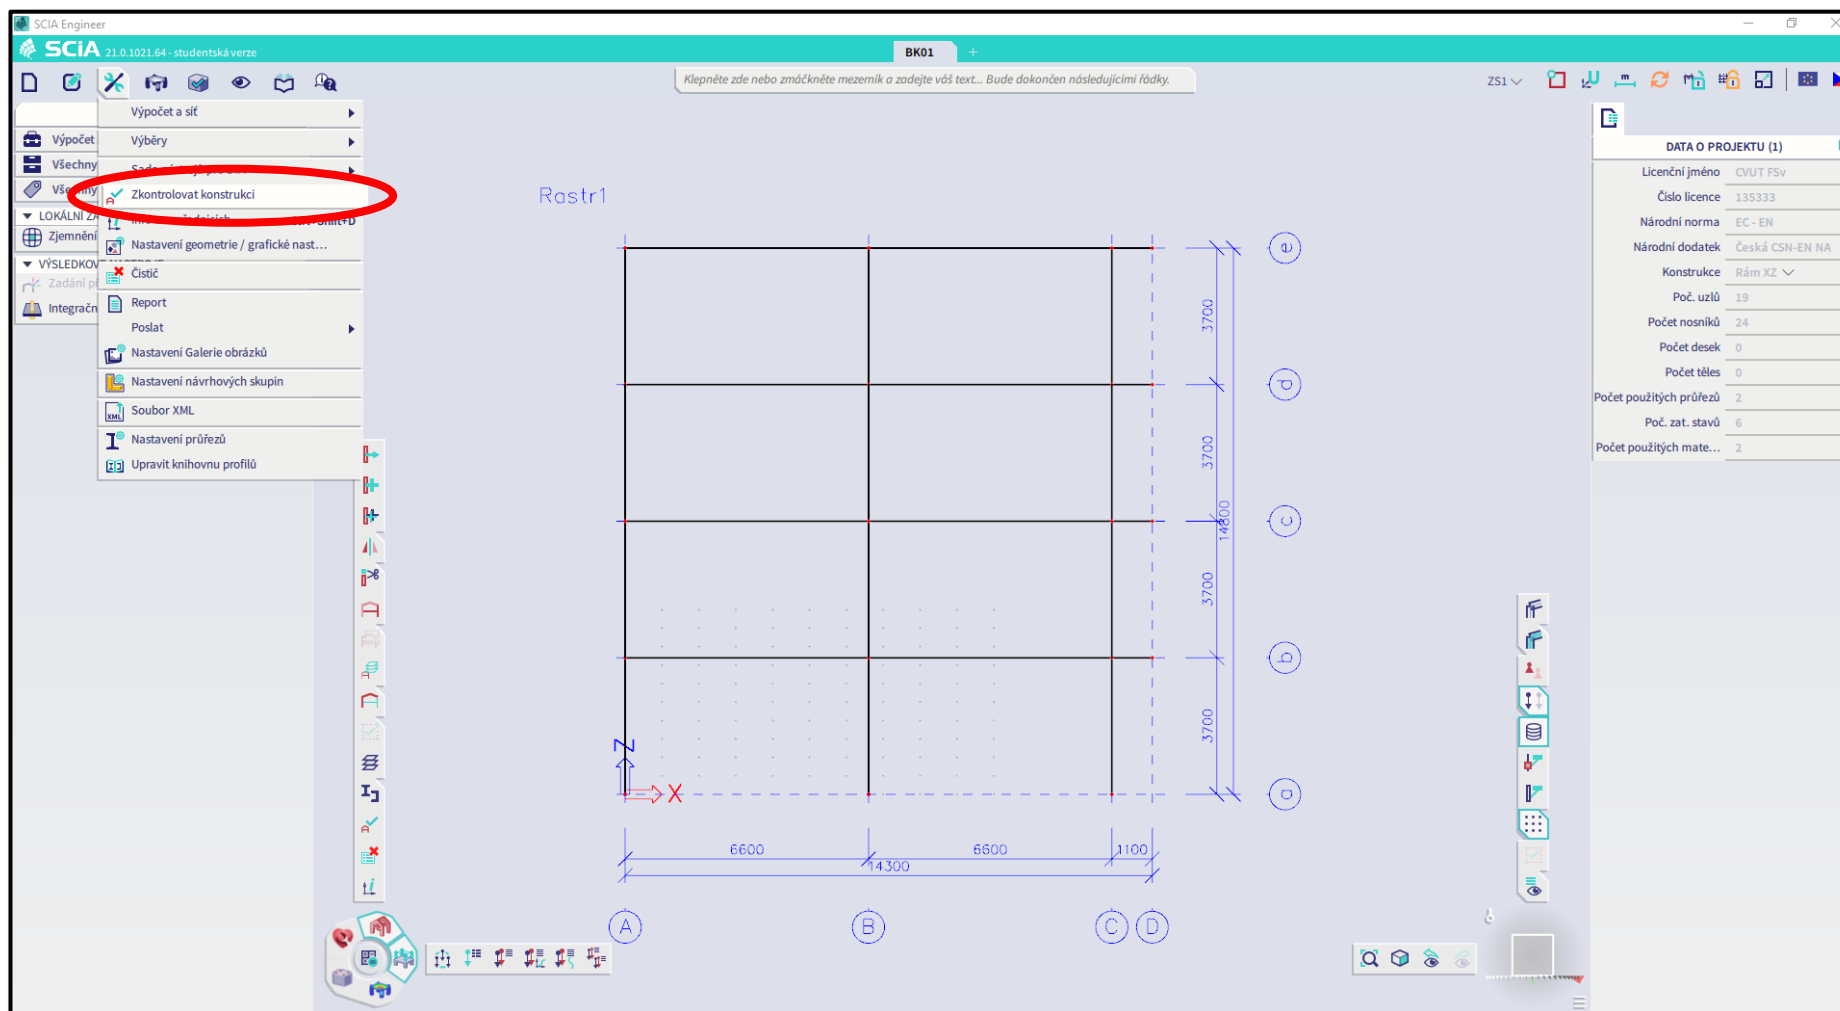 SCIA Engineer
SCiA 21.0.1021.64 - studentská verze
BK01
Klepněte zde nebo zmáčkněte mezerník a zadejte váš text... Bude dokončen následujícími řádky.
ZS1
Výpočet a síť
Výpočet
Výběry
Všechny
Zkontrolovat konstrukci
LOKÁLNÍ
Shift+D
Zjemnění
Nastavení geometrie / grafické nast...
Čistič
Report
Poslat
Nastavení Galerie obrázků
Nastavení návrhových skupin
Soubor XML
Nastavení průřezů
Upravit knihovnu profilů
Rastr1
e
3700
d
3700
c
14800
3700
b
3700
a
Z
X
6600
6600
1100
14300
A
B
C
D
DATA O PROJEKTU (1)
Licenční jméno CVUT FSv
Číslo licence 135333
Národní norma EC - EN
Národní dodatek Česká CSN-EN NA
Konstrukce Rám XZ
Poč. uzlů 19
Počet nosníků 24
Počet desek 0
Počet těles 0
Počet použitých průřezů 2
Poč. zat. stavů 6
Počet použitých mate... 2